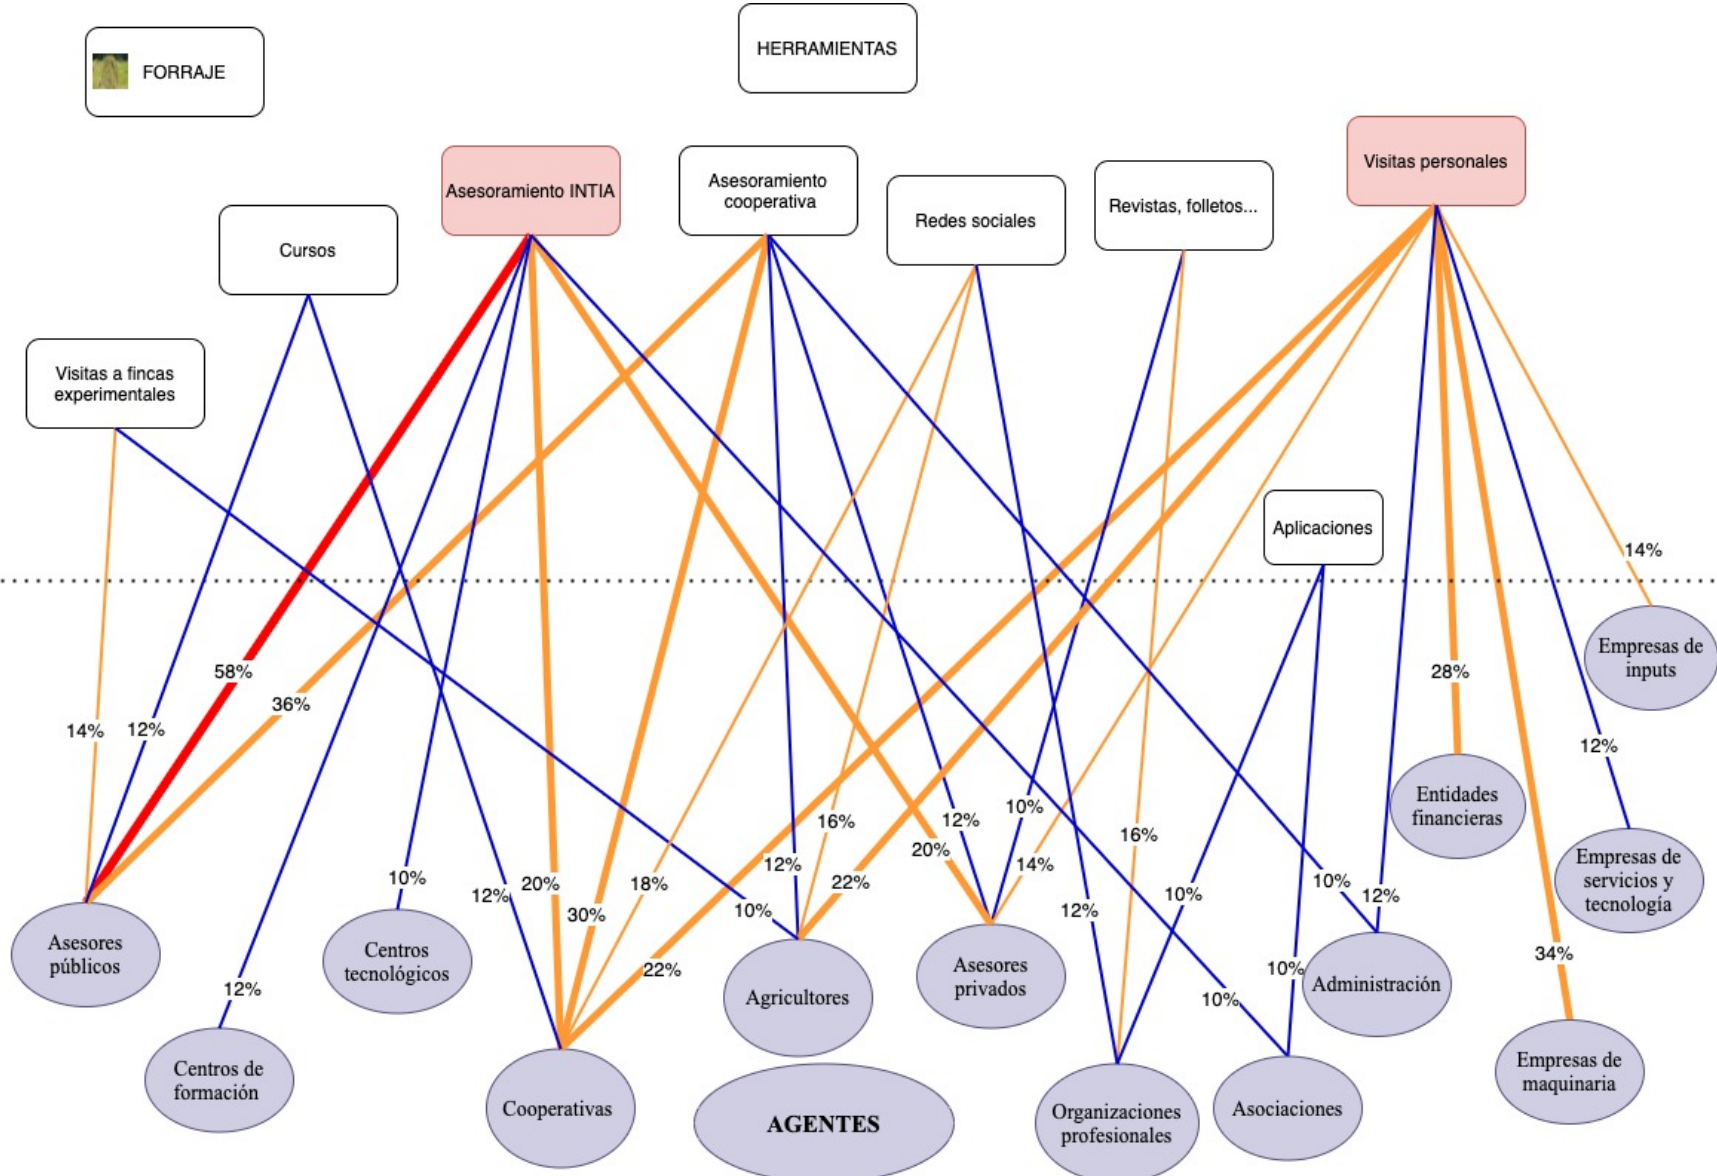 HERRAMIENTAS
FORRAJE
Visitas personales
Asesoramiento INTIA
Asesoramiento
cooperativa
Redes sociales
Revistas, folletos...
Cursos
Visitas a fincas
experimentales
Aplicaciones
14%
Empresas de
inputs
58%
28%
36%
14%
12%
12%
Entidades
financieras
10%
16%
12%
16%
20%
12%
14%
Empresas de
servicios y
tecnología
10%
20%
12%
18%
22%
10%
10%
12%
30%
10%
12%
Asesores
públicos
Centros
tecnológicos
22%
Agricultores
Asesores
privados
10%
Administración
34%
12%
10%
Centros de
formación
Cooperativas
AGENTES
Organizaciones
profesionales
Asociaciones
Empresas de
maquinaria